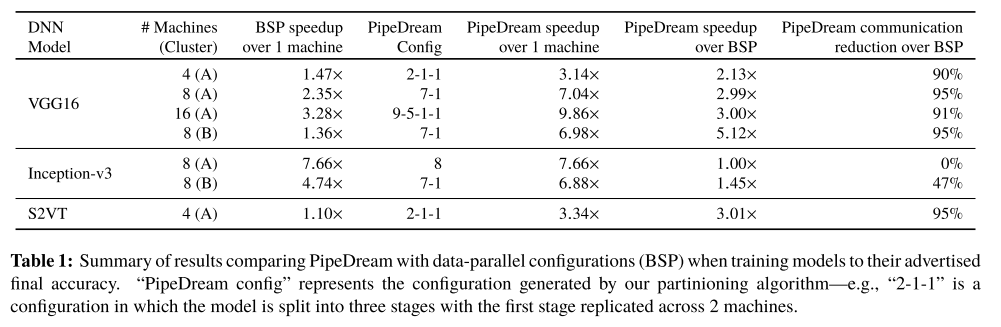 DNN Model # Machines (Cluster) BSP speedup over 1 machine PipeDream Config PipeDream speedup over 1 machine PipeDream speedup over BSP PipeDream communication reduction over BSP
VGG16
4 (A) 1.47× 2-1-1 3.14× 2.13× 90%
8 (A) 2.35× 7-1 7.04× 2.99× 95%
16 (A) 3.28× 9-5-1-1 9.86× 3.00× 91%
8 (B) 1.36× 7-1 6.98× 5.12× 95%
Inception-v3
8 (A) 7.66× 8 7.66× 1.00× 0%
8 (B) 4.74× 7-1 6.88× 1.45× 47%
S2VT 4 (A) 1.10× 2-1-1 3.34× 3.01× 95%
Table 1: Summary of results comparing PipeDream with data-parallel configurations (BSP) when training models to their advertised
final accuracy. “PipeDream config” represents the configuration generated by our partinioning algorithm—e.g., “2-1-1” is a
configuration in which the model is split into three stages with the first stage replicated across 2 machines.